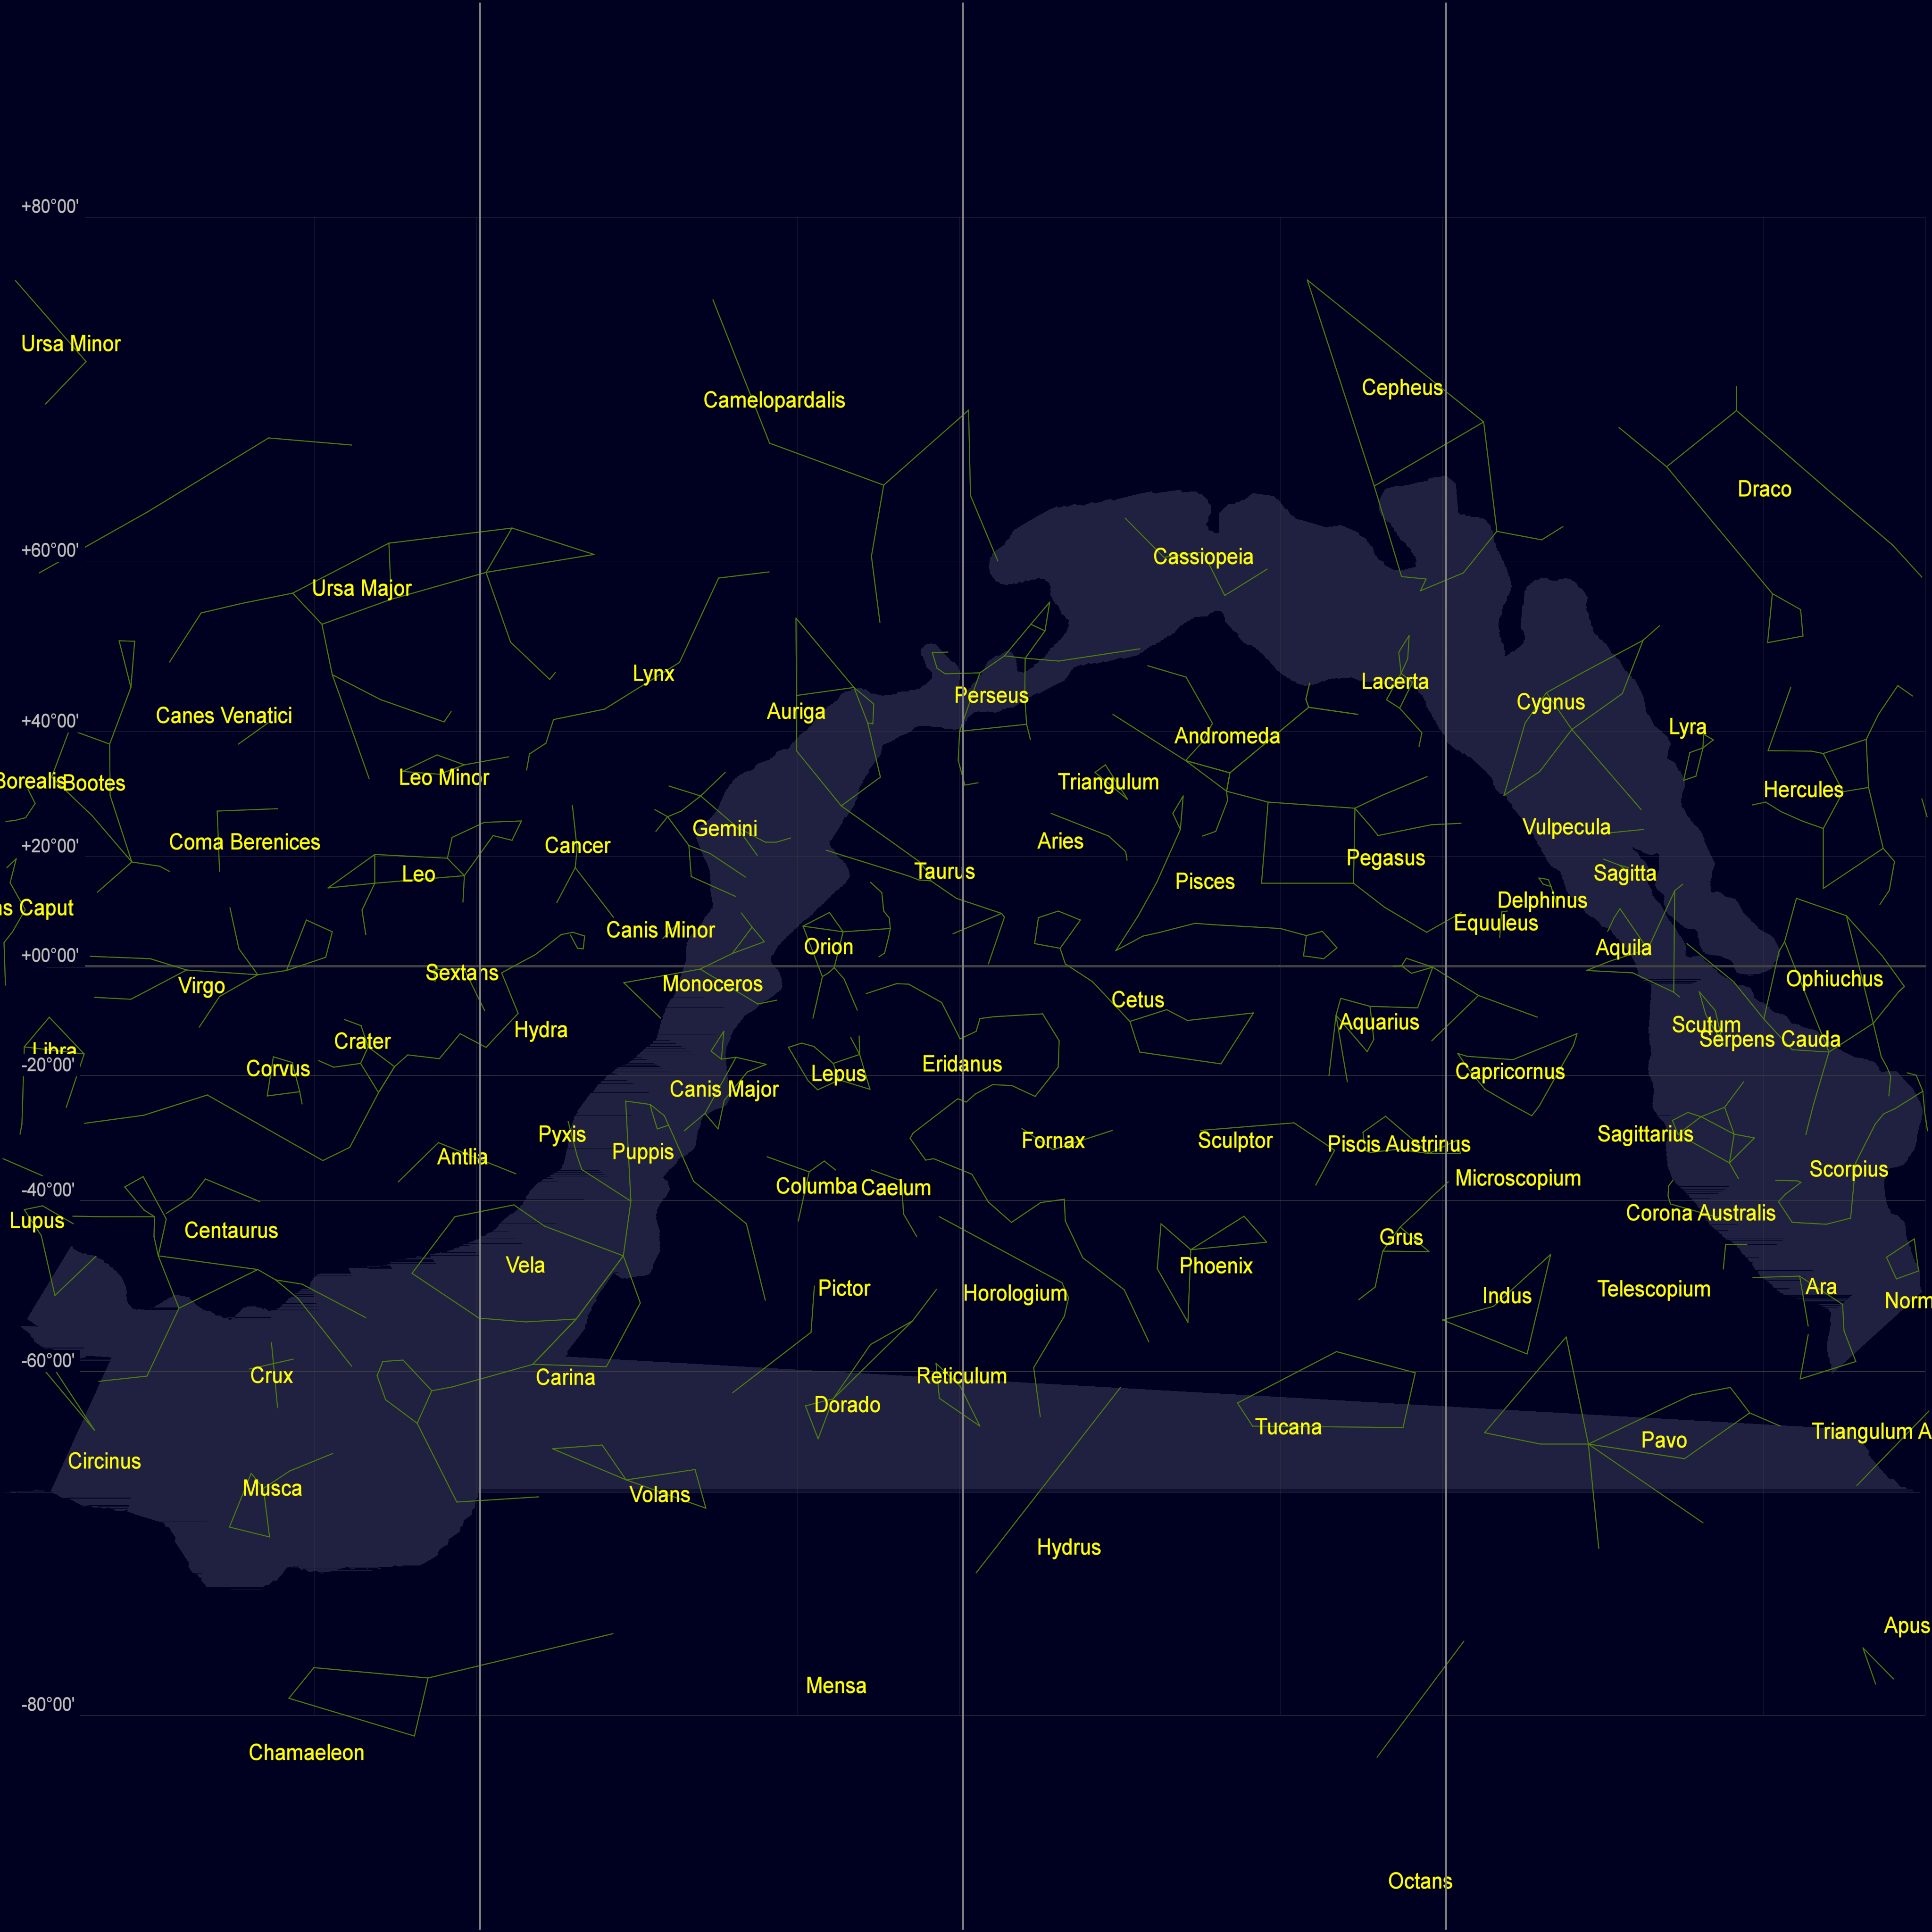 +80°00'
Ursa Minor
Cepheus
Camelopardalis
Draco
+60°00'
Cassiopeia
Ursa Major
Lynx
Lacerta
Perseus
Cygnus
Auriga
Canes Venatici
+40°00'
Lyra
Andromeda
Leo Minor
Borealis
Bootes
Triangulum
Hercules
Gemini
Vulpecula
Coma Berenices
Aries
+20°00'
Cancer
Pegasus
Taurus
Leo
Sagitta
Pisces
Delphinus
ns Caput
Equuleus
Canis Minor
Orion
Aquila
+00°00'
Sextans
Ophiuchus
Virgo
Monoceros
Cetus
Aquarius
Scutum
Hydra
Serpens Cauda
Crater
Libra
-20°00'
Eridanus
Corvus
Capricornus
Lepus
Canis Major
Pyxis
Sagittarius
Fornax
Sculptor
Piscis Austrinus
Puppis
Antlia
Scorpius
Microscopium
-40°00'
Columba
Caelum
Corona Australis
Lupus
Centaurus
Grus
Vela
Phoenix
Ara
Pictor
Telescopium
Horologium
Indus
Norm
-60°00'
Crux
Carina
Reticulum
Dorado
Tucana
Triangulum A
Pavo
Circinus
Musca
Volans
Hydrus
Apus
Mensa
-80°00'
Chamaeleon
Octans